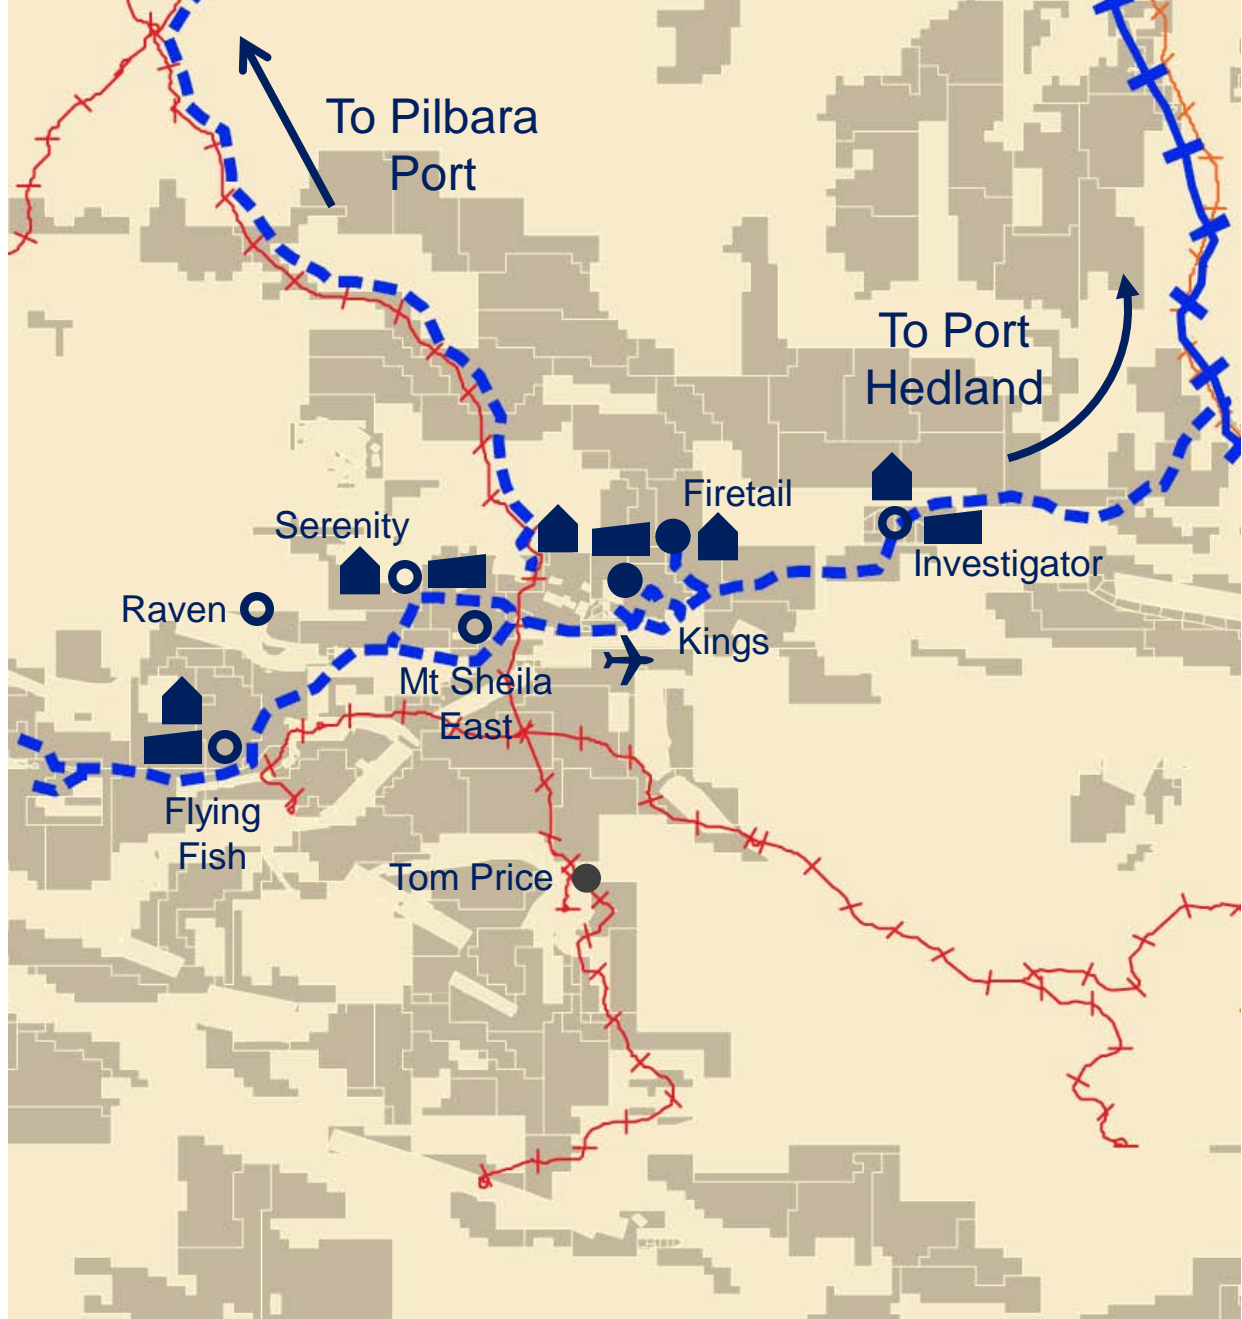 To Pilbara
Port
To Port
Hedland
Firetail
Serenity
Investigator
Raven
Kings
Mt Sheila
East
Flying
Fish
Tom Price